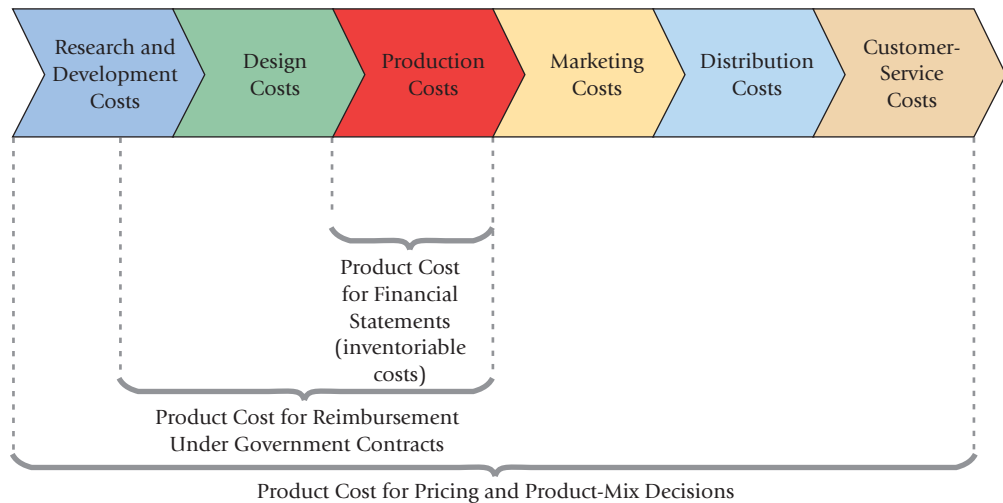 Research and
Development
Costs
Design
Costs
Production
Costs
Marketing
Costs
Distribution
Costs
Customer-
Service
Costs
Product Cost
for Financial
Statements
(inventoriable
costs)
Product Cost for Reimbursement
Under Government Contracts
Product Cost for Pricing and Product-Mix Decisions